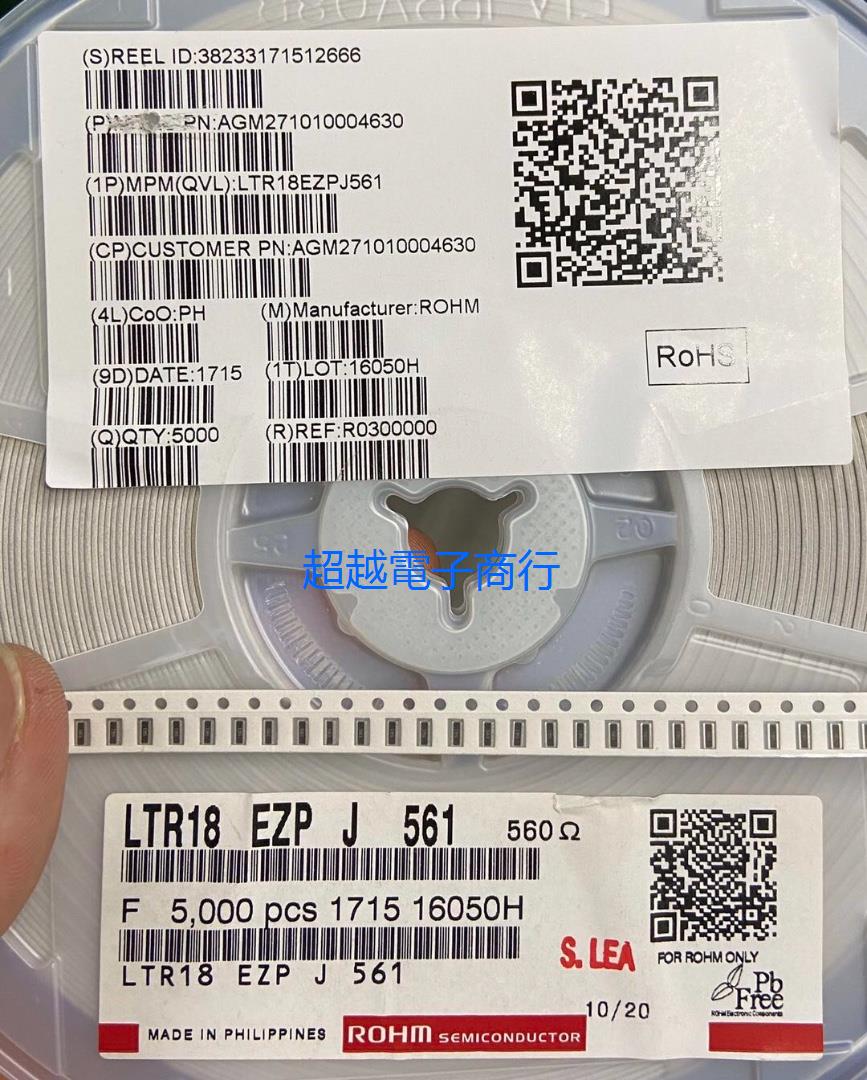 (S)REEL ID:38233171512666
(P) PN:AGM271010004630
(1P)MPM(QVL):LTR18EZPJ561
(CP)CUSTOMER PN:AGM271010004630
(4L)CoO:PH (M)Manufacturer:ROHM
(9D)DATE:1715 (1T)LOT:16050H
(Q)QTY:5000 (R)REF:R0300000
RoHS
超越電子商行
LTR18 EZP J 561 560Ω
F 5,000 pcs 1715 16050H
LTR18 EZP J 561
S. LEA
FOR ROHM ONLY
Pb
Free
ROHM Electronic Components
10/20
MADE IN PHILIPPINES
ROHM SEMICONDUCTOR